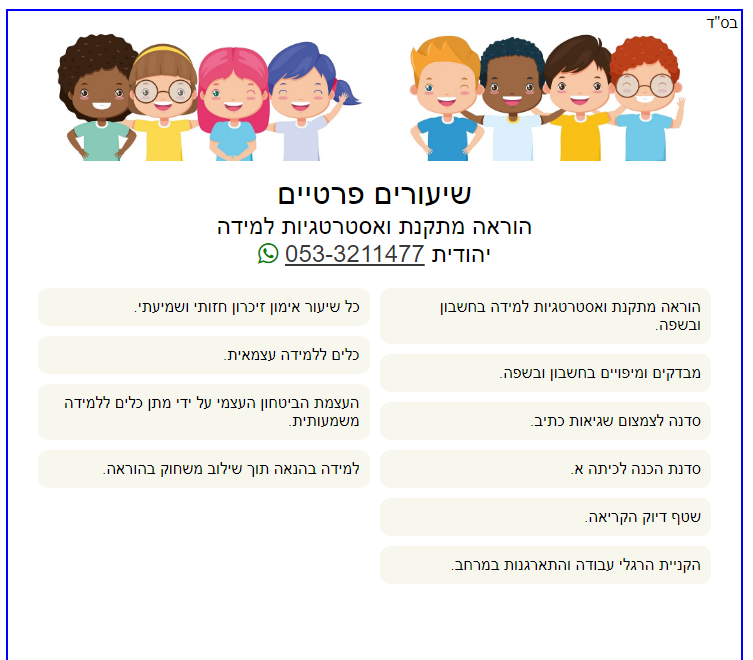 בס"ד
שיעורים פרטיים
הוראה מתקנת ואסטרטגיות למידה
יהודית 053-3211477
הוראה מתקנת ואסטרטגיות למידה בחשבון
ובשפה.
מבדקים ומיפויים בחשבון ובשפה.
סדנה לצמצום שגיאות כתיב.
סדנת הכנה לכיתה א.
שטף דיוק הקריאה.
הקניית הרגלי עבודה והתארגנות במרחב.
כל שיעור אימון זיכרון חזותי ושמיעתי.
כלים ללמידה עצמאית.
העצמת הביטחון העצמי על ידי מתן כלים ללמידה
משמעותית.
למידה בהנאה תוך שילוב משחוק בהוראה.